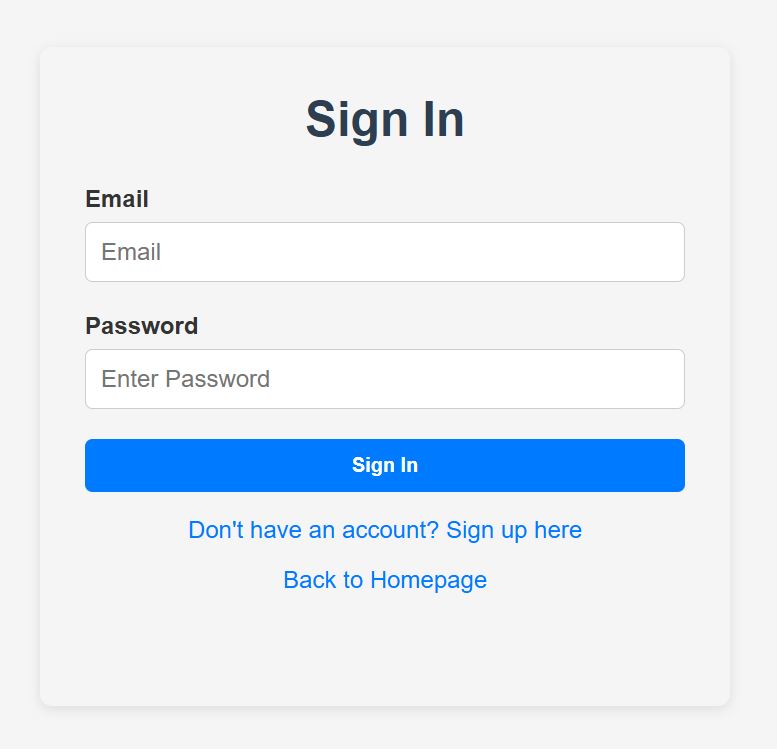 Sign In
Email
Email
Password
Enter Password
Sign In
Don't have an account? Sign up here
Back to Homepage